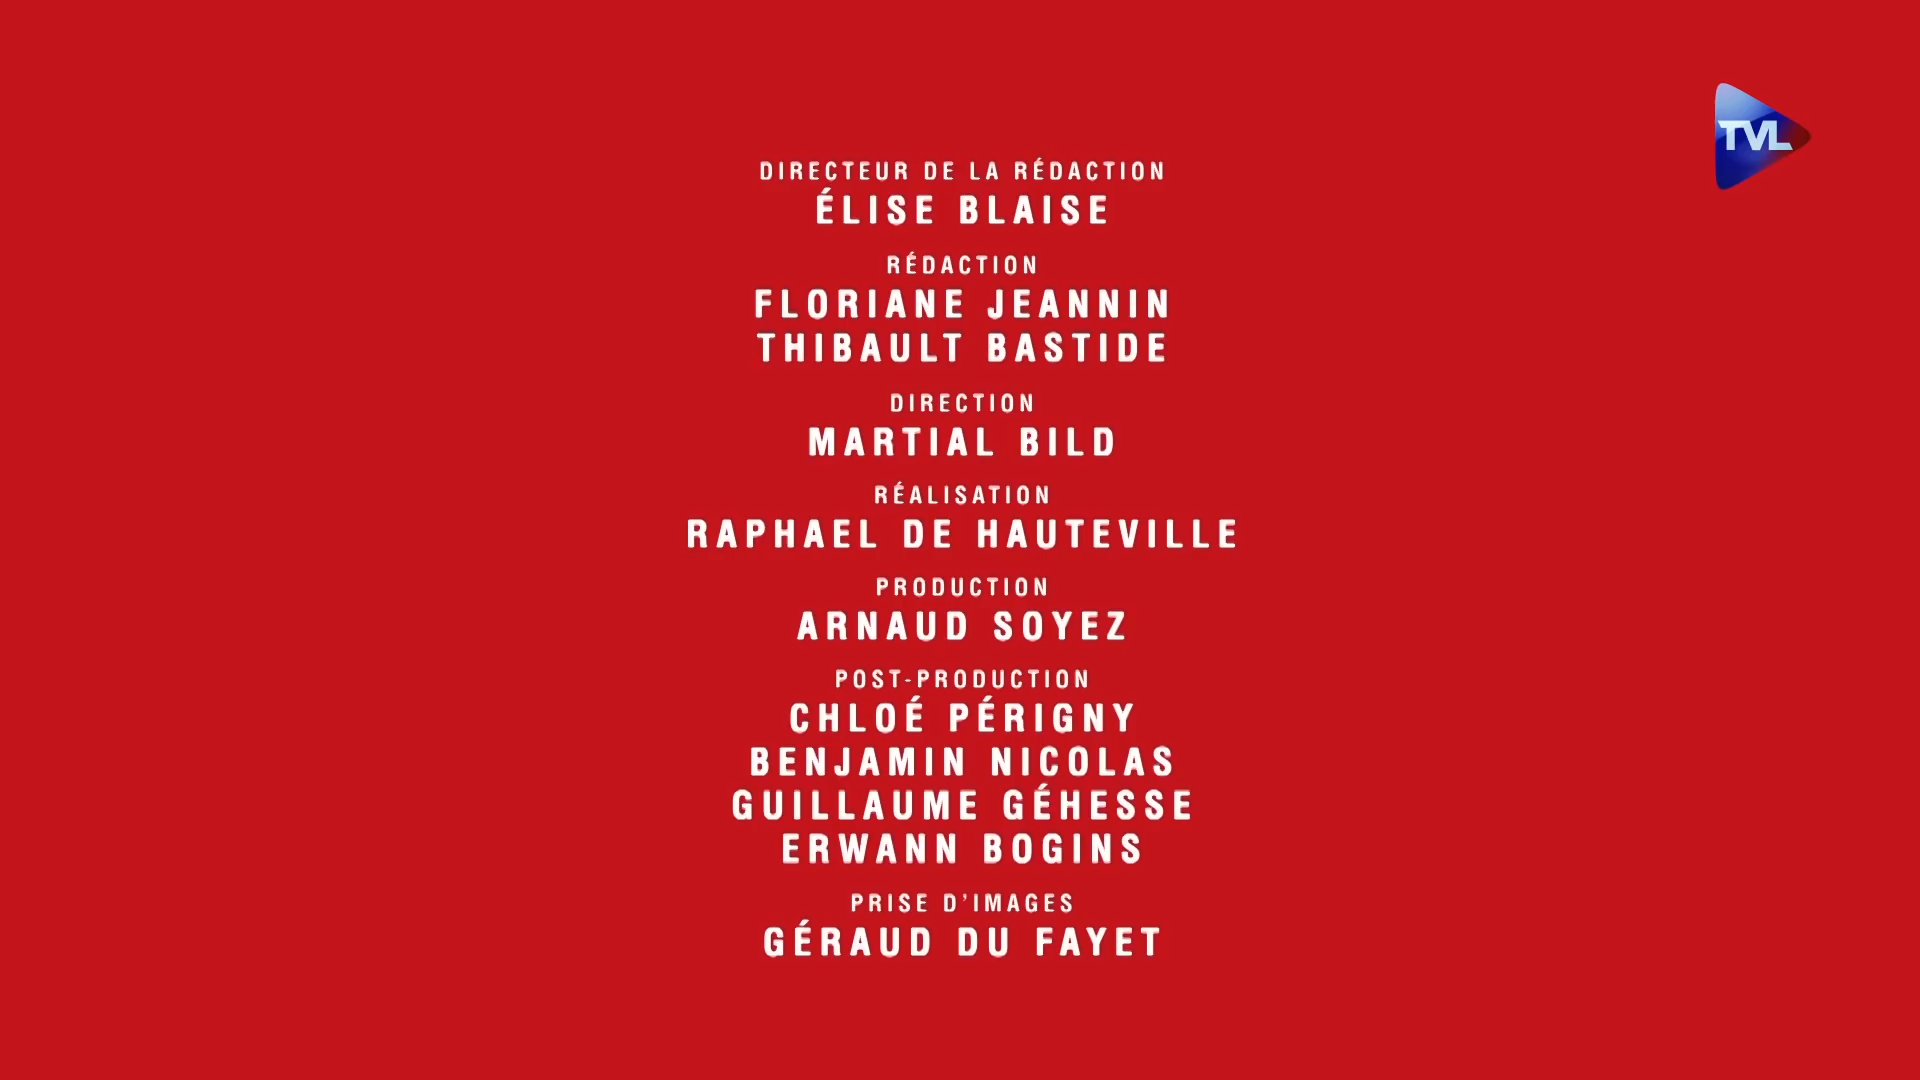 TVL
DIRECTEUR DE LA RÉDACTION
ÉLISE BLAISE
RÉDACTION
FLORIANE JEANNIN
THIBAULT BASTIDE
DIRECTION
MARTIAL BILD
RÉALISATION
RAPHAEL DE HAUTEVILLE
PRODUCTION
ARNAUD SOYEZ
POST-PRODUCTION
CHLOÉ PÉRIGNY
BENJAMIN NICOLAS
GUILLAUME GÉHESSE
ERWANN BOGINS
PRISE D’IMAGES
GÉRAUD DU FAYET